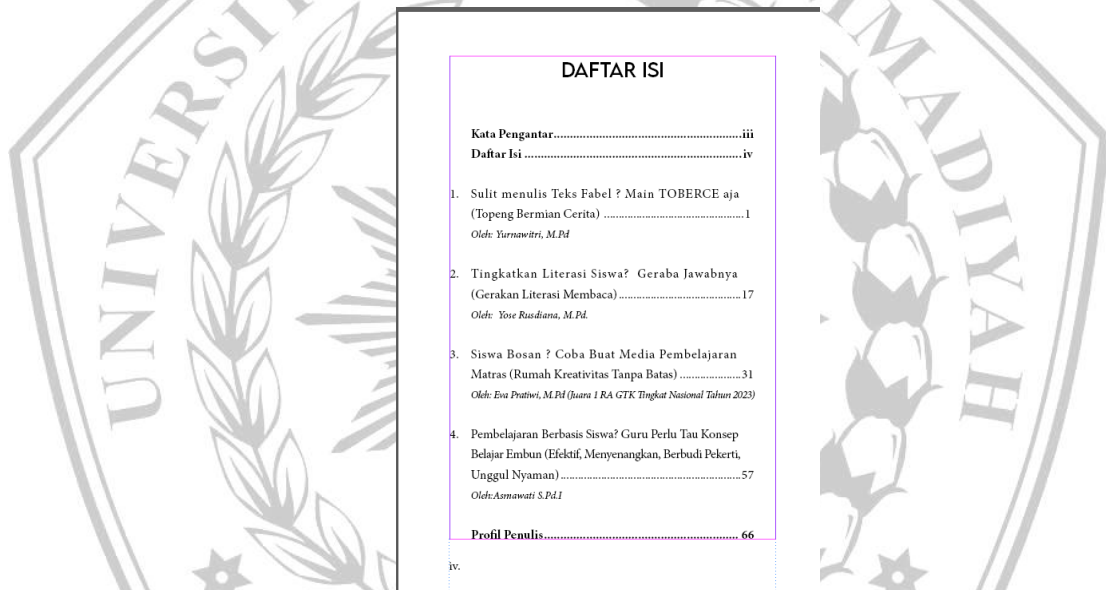 DAFTAR ISI
Kata Pengantar...............................................................iii
Daftar Isi .........................................................................iv
1. Sulit menulis Teks Fabel ? Main TOBERCE aja
(Topeng Bermian Cerita) ................................................1
Oleh: Yurnawitri, M.Pd
2. Tingkatkan Literasi Siswa? Geraba Jawabnya
(Gerakan Literasi Membaca)..........................................17
Oleh: Yose Rusdiana, M.Pd.
3. Siswa Bosan ? Coba Buat Media Pembelajaran
Matras (Rumah Kreativitas Tanpa Batas) .....................31
Oleh: Eva Pratiwi, M.Pd (Juara 1 RA GTK Tingkat Nasional Tahun 2023)
4. Pembelajaran Berbasis Siswa? Guru Perlu Tau Konsep
Belajar Embun (Efektif, Menyenangkan, Berbudi Pekerti,
Unggul Nyaman)..............................................................57
Oleh:Asmawati S.Pd.I
Profil Penulis................................................................. 66
iv.
UNIVERSI
MADIYAH